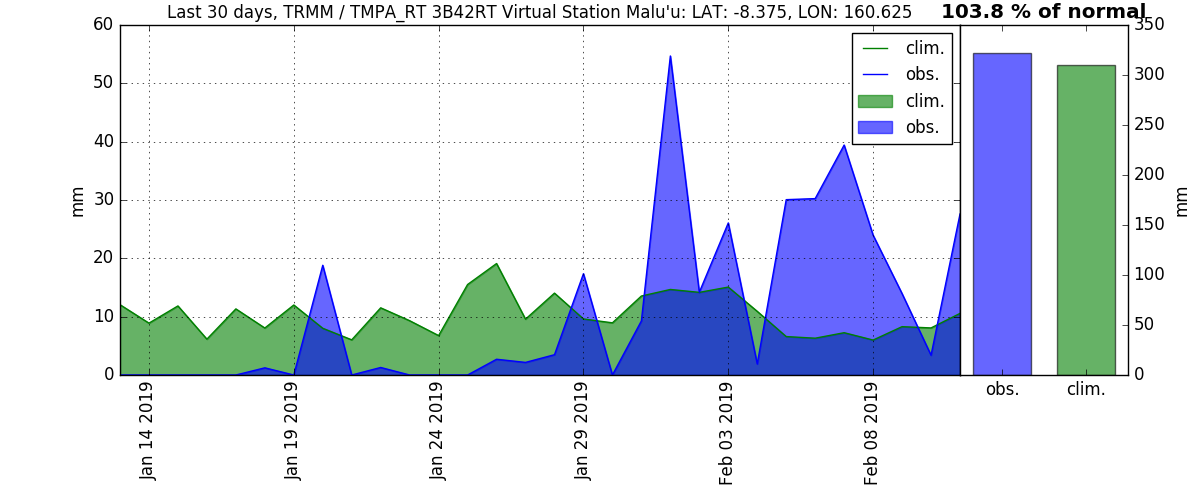 Last 30 days, TRMM / TMPA_RT 3B42RT Virtual Station Malu'u: LAT: -8.375, LON: 160.625
103.8 % of normal
60
50
40
30
20
10
0
mm
clim.
obs.
clim.
obs.
350
300
250
200
150
100
50
0
mm
obs.
clim.
Jan 14 2019
Jan 19 2019
Jan 24 2019
Jan 29 2019
Feb 03 2019
Feb 08 2019